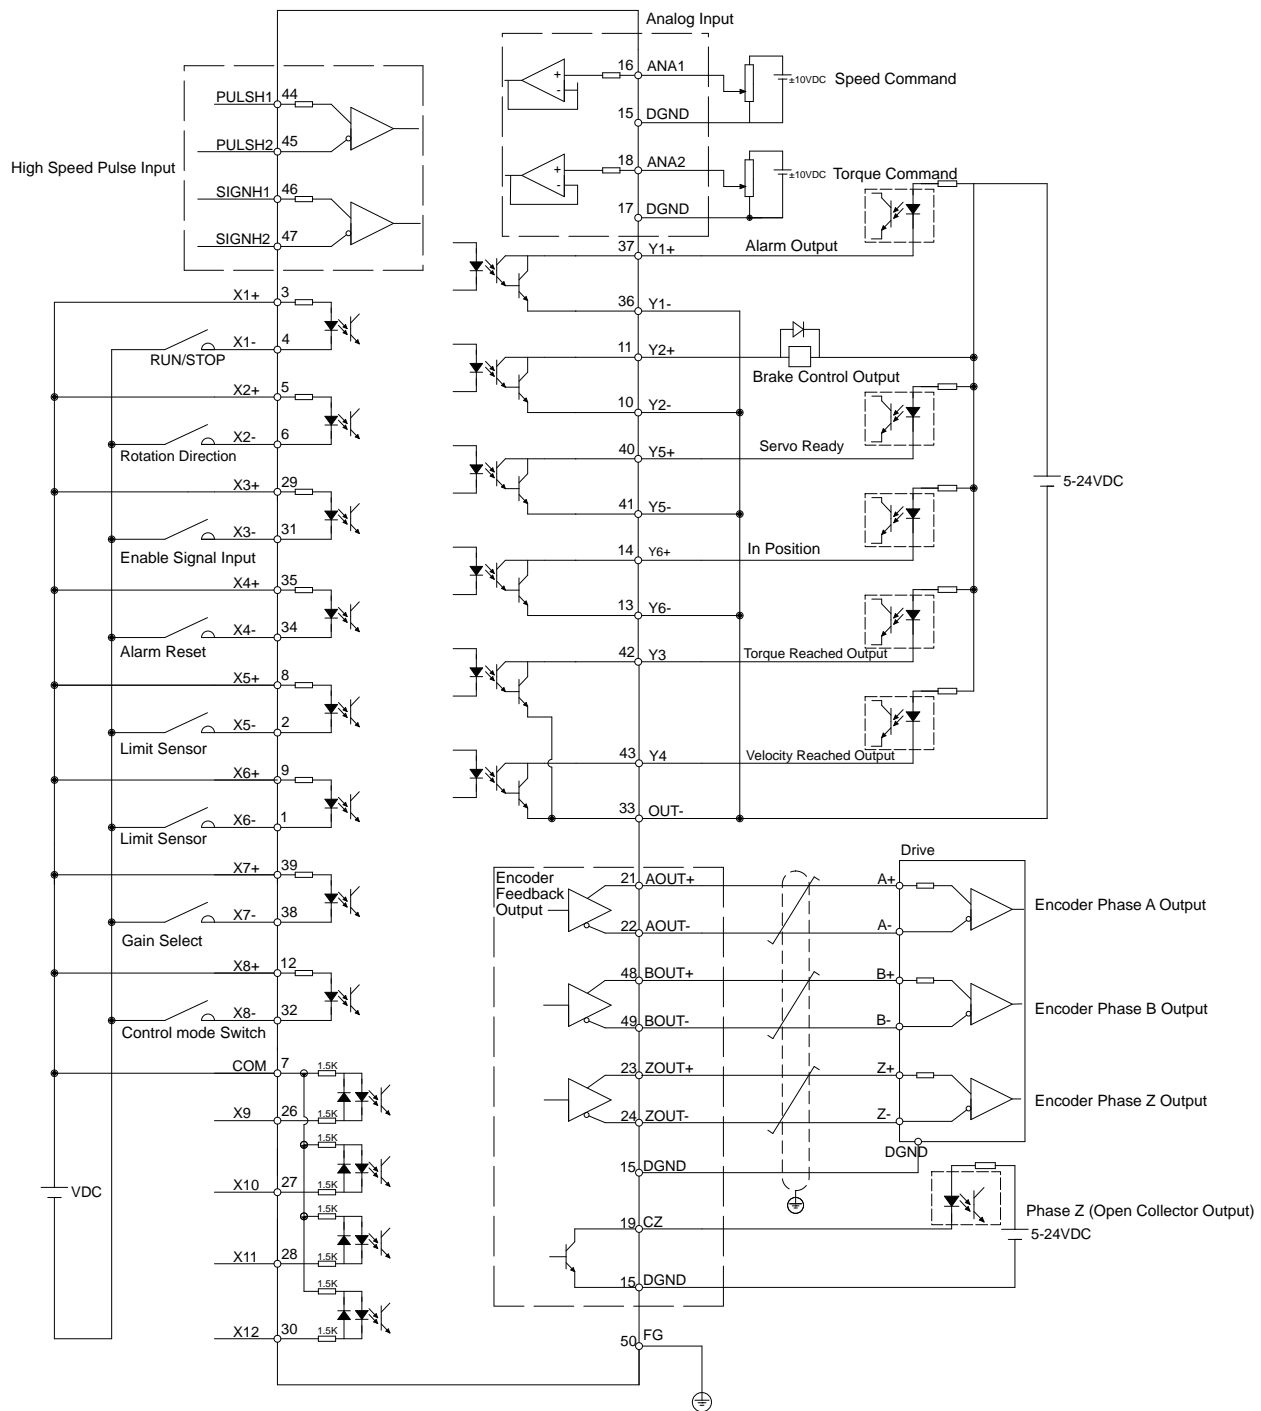 Analog Input
16 ANA1
±10VDC Speed Command
15 DGND
18 ANA2
±10VDC Torque Command
17 DGND
High Speed Pulse Input
PULSH1 44
PULSH2 45
SIGNH1 46
SIGNH2 47
X1+ 3
X1- 4
RUN/STOP
X2+ 5
X2- 6
Rotation Direction
X3+ 29
X3- 31
Enable Signal Input
X4+ 35
X4- 34
Alarm Reset
X5+ 8
X5- 2
Limit Sensor
X6+ 9
X6- 1
Limit Sensor
X7+ 39
X7- 38
Gain Select
X8+ 12
X8- 32
Control mode Switch
COM 7
1.5K
X9 26
1.5K
1.5K
X10 27
1.5K
1.5K
X11 28
1.5K
1.5K
X12 30
1.5K
VDC
37 Y1+ Alarm Output
36 Y1-
11 Y2+
Brake Control Output
10 Y2-
40 Y5+ Servo Ready
41 Y5-
14 Y6+ In Position
13 Y6-
42 Y3 Torque Reached Output
43 Y4 Velocity Reached Output
33 OUT-
5-24VDC
Drive
Encoder
Feedback
Output
21 AOUT+ A+
22 AOUT- A-
Encoder Phase A Output
48 BOUT+ B+
49 BOUT- B-
Encoder Phase B Output
23 ZOUT+ Z+
24 ZOUT- Z-
Encoder Phase Z Output
DGND
15 DGND
19 CZ
Phase Z (Open Collector Output)
5-24VDC
15 DGND
50 FG